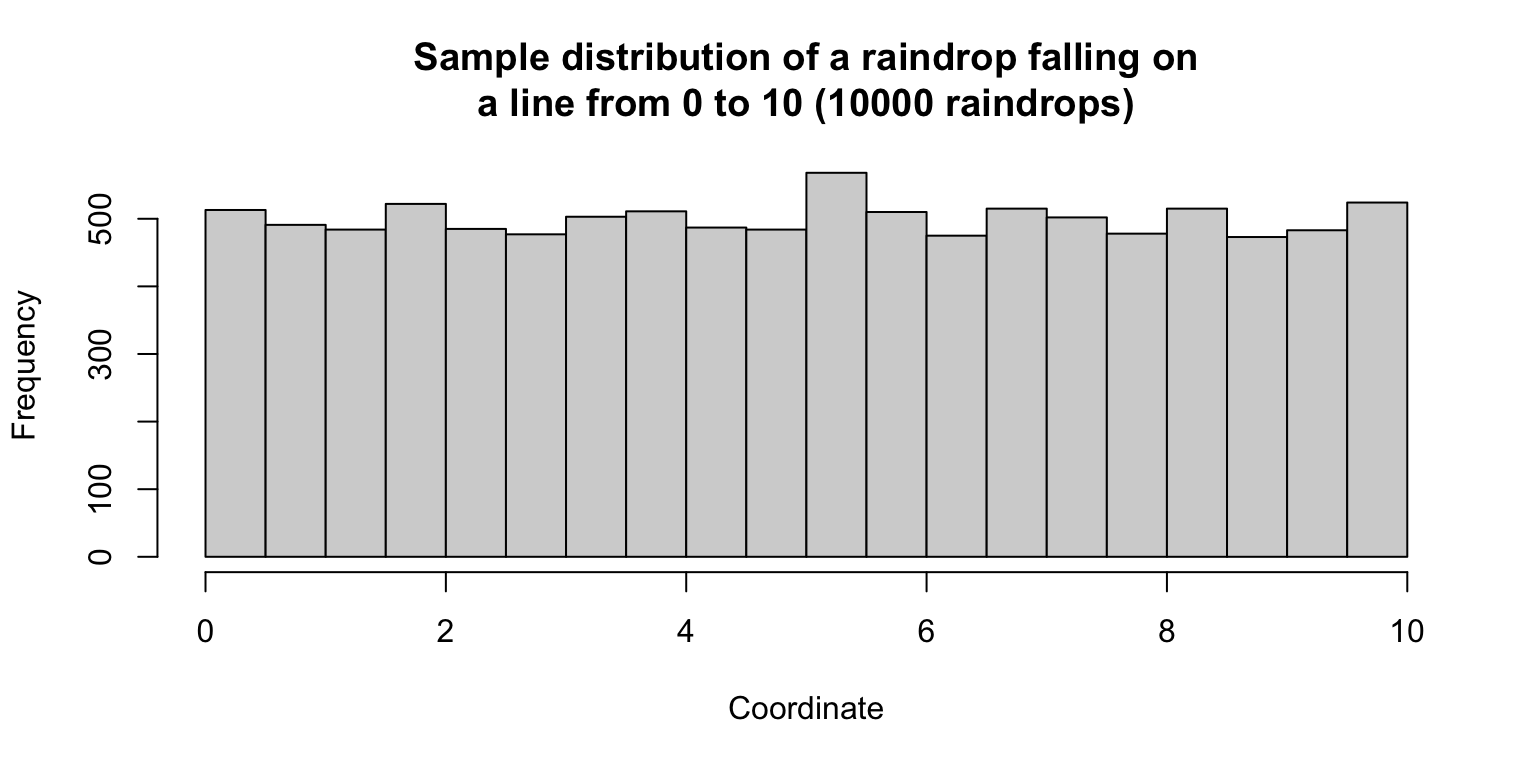 Sample distribution of a raindrop falling on
a line from 0 to 10 (10000 raindrops)
Frequency
500
300
100
0
0 2 4 6 8 10
Coordinate